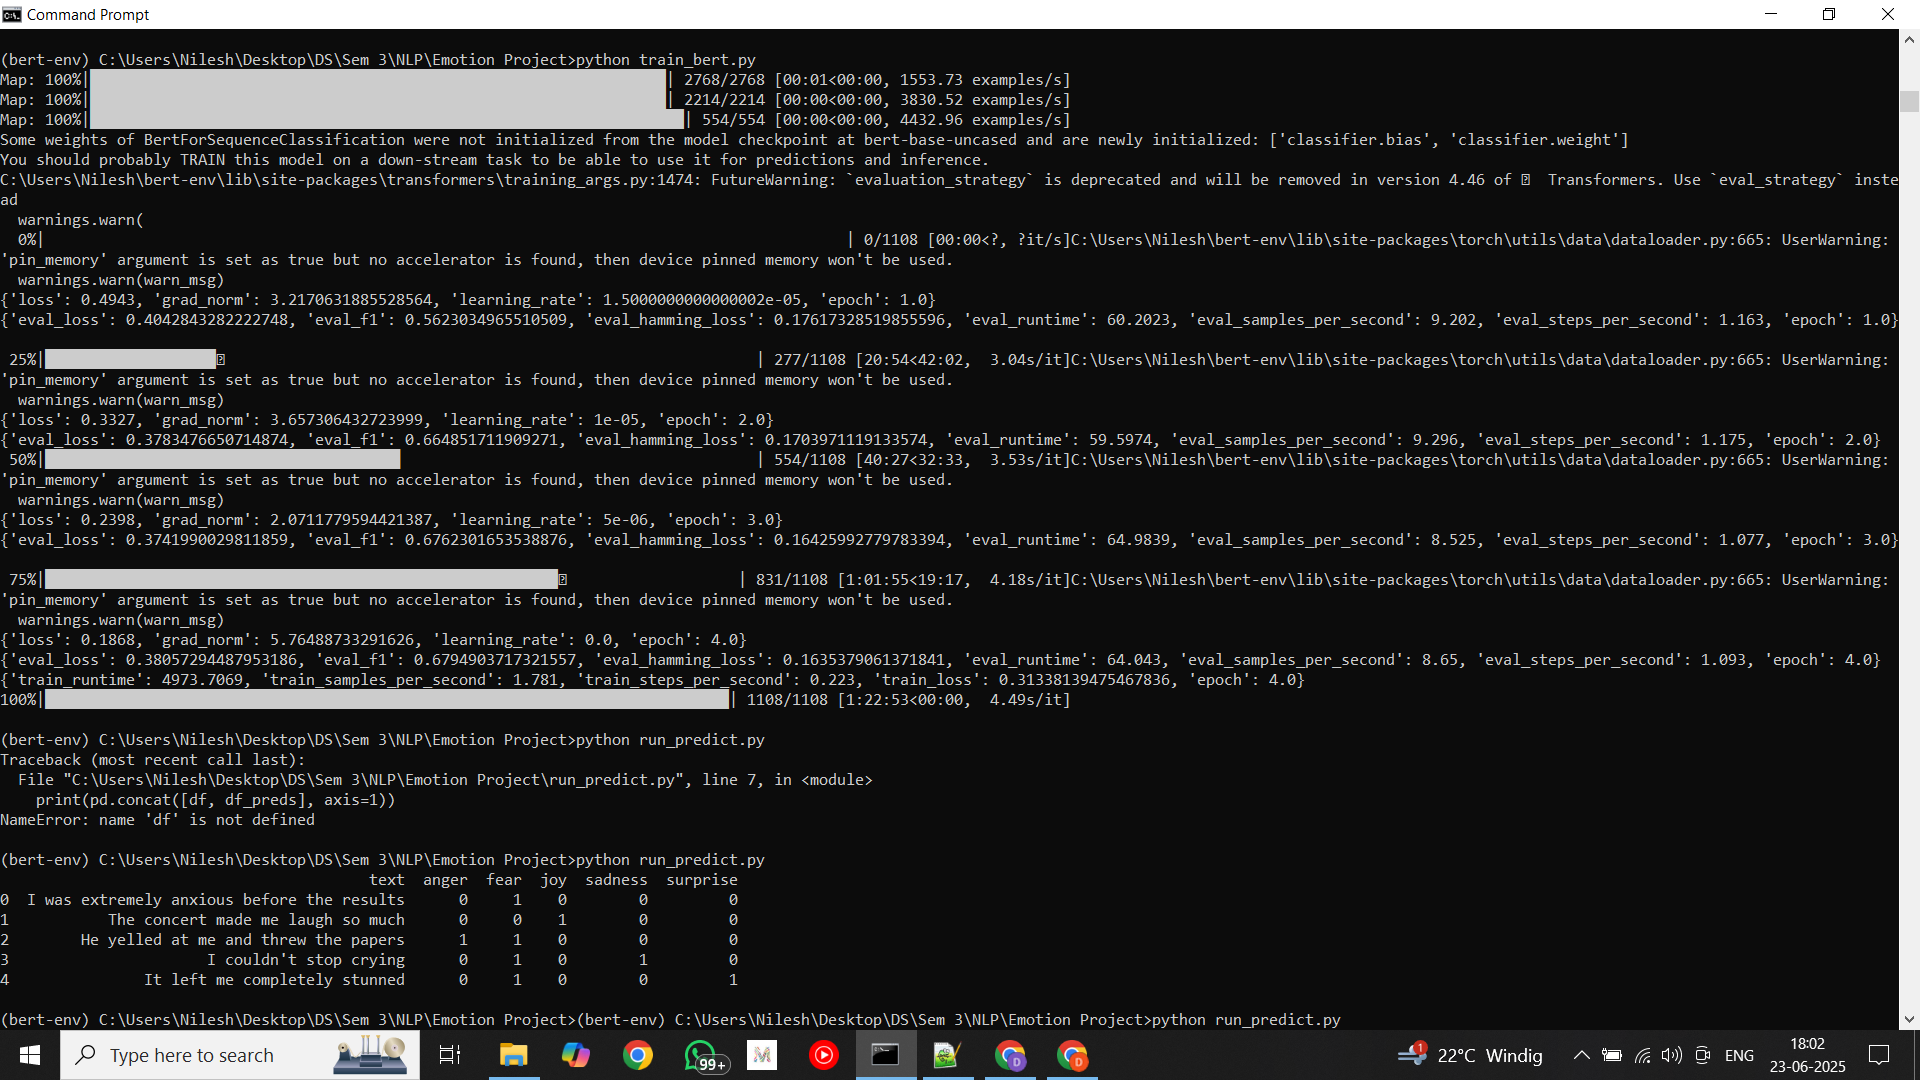 Command Prompt
(bert-env) C:\Users\Nilesh\Desktop\DS\Sem 3\NLP\Emotion Project>python train_bert.py
Map: 100%| | 2768/2768 [00:01<00:00, 1553.73 examples/s]
Map: 100%| | 2214/2214 [00:00<00:00, 3830.52 examples/s]
Map: 100%| | 554/554 [00:00<00:00, 4432.96 examples/s]
Some weights of BertForSequenceClassification were not initialized from the model checkpoint at bert-base-uncased and are newly initialized: ['classifier.bias', 'classifier.weight']
You should probably TRAIN this model on a down-stream task to be able to use it for predictions and inference.
C:\Users\Nilesh\bert-env\lib\site-packages\transformers\training_args.py:1474: FutureWarning: `evaluation_strategy` is deprecated and will be removed in version 4.46 of Transformers. Use `eval_strategy` inste
ad
warnings.warn(
0%| | 0/1108 [00:00<?, ?it/s]C:\Users\Nilesh\bert-env\lib\site-packages\torch\utils\data\dataloader.py:665: UserWarning:
'pin_memory' argument is set as true but no accelerator is found, then device pinned memory won't be used.
warnings.warn(warn_msg)
{'loss': 0.4943, 'grad_norm': 3.2170631885528564, 'learning_rate': 1.5000000000000002e-05, 'epoch': 1.0}
{'eval_loss': 0.4042843282222748, 'eval_f1': 0.5623034965510509, 'eval_hamming_loss': 0.17617328519855596, 'eval_runtime': 60.2023, 'eval_samples_per_second': 9.202, 'eval_steps_per_second': 1.163, 'epoch': 1.0}
25%| | 277/1108 [20:54<42:02, 3.04s/it]C:\Users\Nilesh\bert-env\lib\site-packages\torch\utils\data\dataloader.py:665: UserWarning:
'pin_memory' argument is set as true but no accelerator is found, then device pinned memory won't be used.
warnings.warn(warn_msg)
{'loss': 0.3327, 'grad_norm': 3.657306432723999, 'learning_rate': 1e-05, 'epoch': 2.0}
{'eval_loss': 0.3783476650714874, 'eval_f1': 0.664851711909271, 'eval_hamming_loss': 0.1703971119133574, 'eval_runtime': 59.5974, 'eval_samples_per_second': 9.296, 'eval_steps_per_second': 1.175, 'epoch': 2.0}
50%| | 554/1108 [40:27<32:33, 3.53s/it]C:\Users\Nilesh\bert-env\lib\site-packages\torch\utils\data\dataloader.py:665: UserWarning:
'pin_memory' argument is set as true but no accelerator is found, then device pinned memory won't be used.
warnings.warn(warn_msg)
{'loss': 0.2398, 'grad_norm': 2.0711779594421387, 'learning_rate': 5e-06, 'epoch': 3.0}
{'eval_loss': 0.3741990029811859, 'eval_f1': 0.6762301653538876, 'eval_hamming_loss': 0.16425992779783394, 'eval_runtime': 64.9839, 'eval_samples_per_second': 8.525, 'eval_steps_per_second': 1.077, 'epoch': 3.0}
75%| | 831/1108 [1:01:55<19:17, 4.18s/it]C:\Users\Nilesh\bert-env\lib\site-packages\torch\utils\data\dataloader.py:665: UserWarning:
'pin_memory' argument is set as true but no accelerator is found, then device pinned memory won't be used.
warnings.warn(warn_msg)
{'loss': 0.1868, 'grad_norm': 5.76488733291626, 'learning_rate': 0.0, 'epoch': 4.0}
{'eval_loss': 0.38057294487953186, 'eval_f1': 0.6794903717321557, 'eval_hamming_loss': 0.1635379061371841, 'eval_runtime': 64.043, 'eval_samples_per_second': 8.65, 'eval_steps_per_second': 1.093, 'epoch': 4.0}
{'train_runtime': 4973.7069, 'train_samples_per_second': 1.781, 'train_steps_per_second': 0.223, 'train_loss': 0.31338139475467836, 'epoch': 4.0}
100%| | 1108/1108 [1:22:53<00:00, 4.49s/it]
(bert-env) C:\Users\Nilesh\Desktop\DS\Sem 3\NLP\Emotion Project>python run_predict.py
Traceback (most recent call last):
File "C:\Users\Nilesh\Desktop\DS\Sem 3\NLP\Emotion Project\run_predict.py", line 7, in <module>
print(pd.concat([df, df_preds], axis=1))
NameError: name 'df' is not defined
(bert-env) C:\Users\Nilesh\Desktop\DS\Sem 3\NLP\Emotion Project>python run_predict.py
text anger fear joy sadness surprise
0 I was extremely anxious before the results 0 1 0 0 0
1 The concert made me laugh so much 0 0 1 0 0
2 He yelled at me and threw the papers 1 1 0 0 0
3 I couldn't stop crying 0 1 0 1 0
4 It left me completely stunned 0 1 0 0 1
(bert-env) C:\Users\Nilesh\Desktop\DS\Sem 3\NLP\Emotion Project>(bert-env) C:\Users\Nilesh\Desktop\DS\Sem 3\NLP\Emotion Project>python run_predict.py
Type here to search
99+
M
D
D
1
22°C Windig
ENG
18:02
23-06-2025